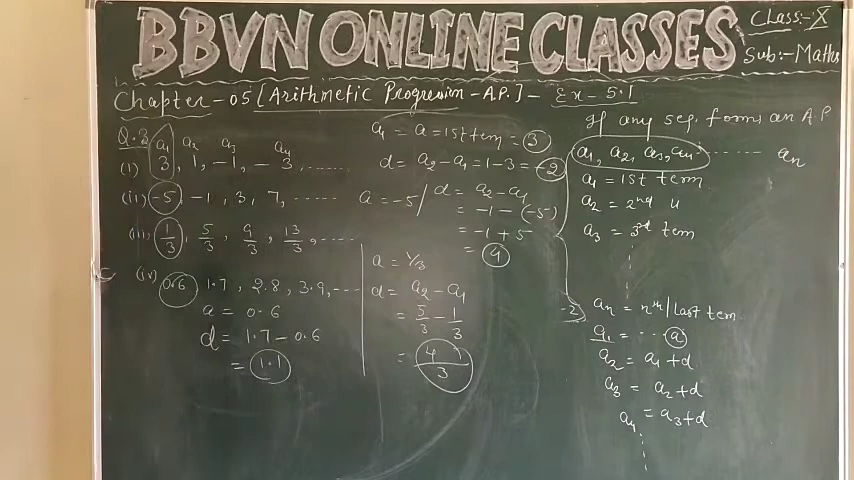 BBVN ONLINE CLASSES
Class:- X
Sub:- Maths
Chapter-05 [Arithmetic Progression-A.P.]- Ex-5.1
Q.3 a₁ a₂ a₃ a₄
(i) 3, 1, -1, -3, ......
a₁ = a = 1st tem = 3
d = a₂ - a₁ = 1-3 = -2
(ii) -5, -1, 3, 7, ......
a = -5/
d = a₂ - a₁
= -1 - (-5)
= -1 + 5
= 4
(iii) 1/3, 5/3, 9/3, 13/3, ....
a = 1/3
d = a₂ - a₁
= 5/3 - 1/3
= 4/3
(iv) 0.6 1.7, 2.8, 3.9, ...
a = 0.6
d = 1.7 - 0.6
= 1.1
If any seq. forms an A.P
a₁, a₂, a₃, a₄ ...... aₙ
a₁ = 1st term
a₂ = 2nd "
a₃ = 3rd tem
aₙ = nth/last tem.
a₁ = ... a
a₂ = a₁+d
a₃ = a₂+d
a₄ = a₃+d